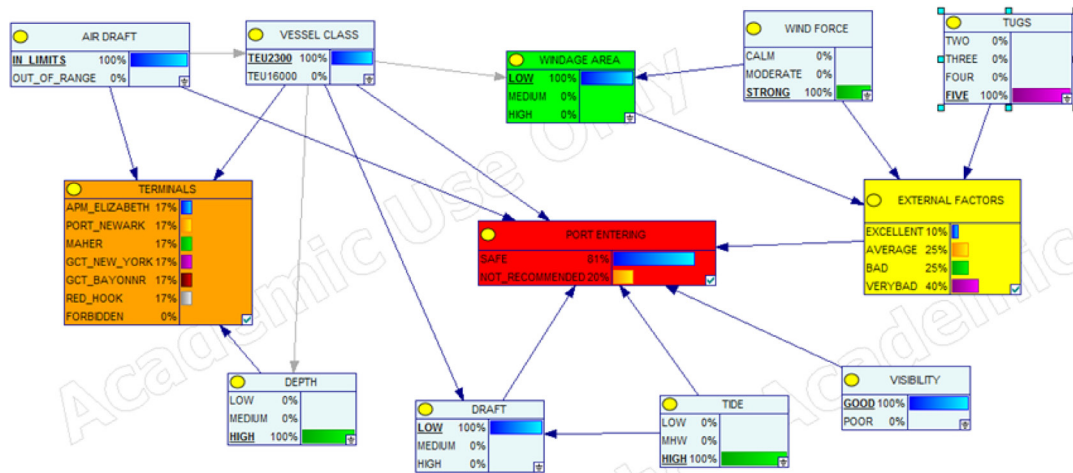 AIR DRAFT
IN_LIMITS 100%
OUT_OF_RANGE 0%
VESSEL CLASS
TEU2300 100%
TEU16000 0%
WINDAGE AREA
LOW 100%
MEDIUM 0%
HIGH 0%
WIND FORCE
CALM 0%
MODERATE 0%
STRONG 100%
TUGS
TWO 0%
THREE 0%
FOUR 0%
FIVE 100%
TERMINALS
APM_ELIZABETH 17%
PORT_NEWARK 17%
MAHER 17%
GCT_NEW_YORK 17%
GCT_BAYONNR 17%
RED_HOOK 17%
FORBIDDEN 0%
PORT ENTERING
SAFE 81%
NOT_RECOMMENDED 20%
EXTERNAL FACTORS
EXCELLENT 10%
AVERAGE 25%
BAD 25%
VERYBAD 40%
DEPTH
LOW 0%
MEDIUM 0%
HIGH 100%
DRAFT
LOW 100%
MEDIUM 0%
HIGH 0%
TIDE
LOW 0%
MHW 0%
HIGH 100%
VISIBILITY
GOOD 100%
POOR 0%
Academic Use Only
Academic